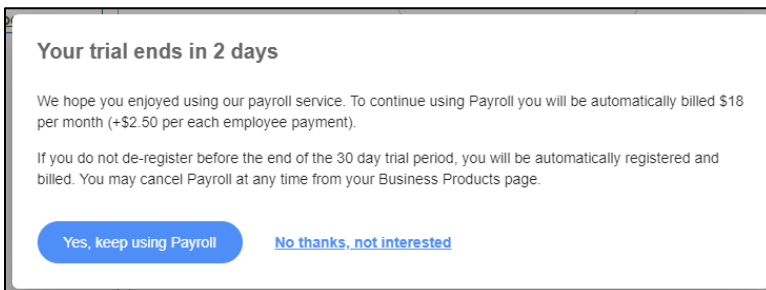 Your trial ends in 2 days
We hope you enjoyed using our payroll service. To continue using Payroll you will be automatically billed $18
per month (+$2.50 per each employee payment).
If you do not de-register before the end of the 30 day trial period, you will be automatically registered and
billed. You may cancel Payroll at any time from your Business Products page.
Yes, keep using Payroll
No thanks, not interested